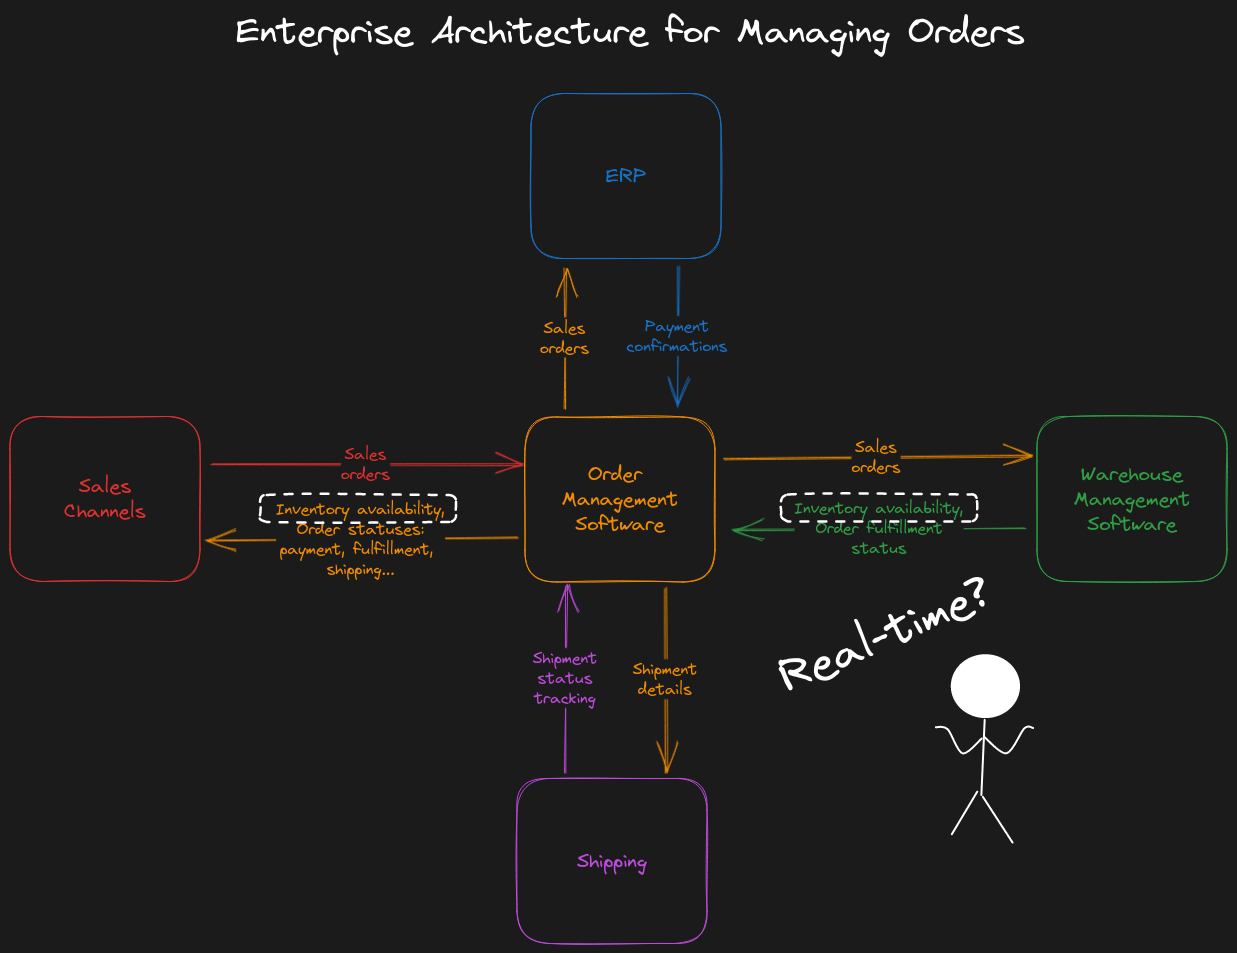 Enterprise Architecture for Managing Orders
ERP
Sales
orders
Payment
confirmations
Sales
Channels
Sales
orders
Inventory availability,
Order statuses:
payment, fulfillment,
shipping...
Order
Management
Software
Sales
orders
Inventory availability,
Order fulfillment
status
Warehouse
Management
Software
Real-time?
Shipment
status
tracking
Shipment
details
Shipping